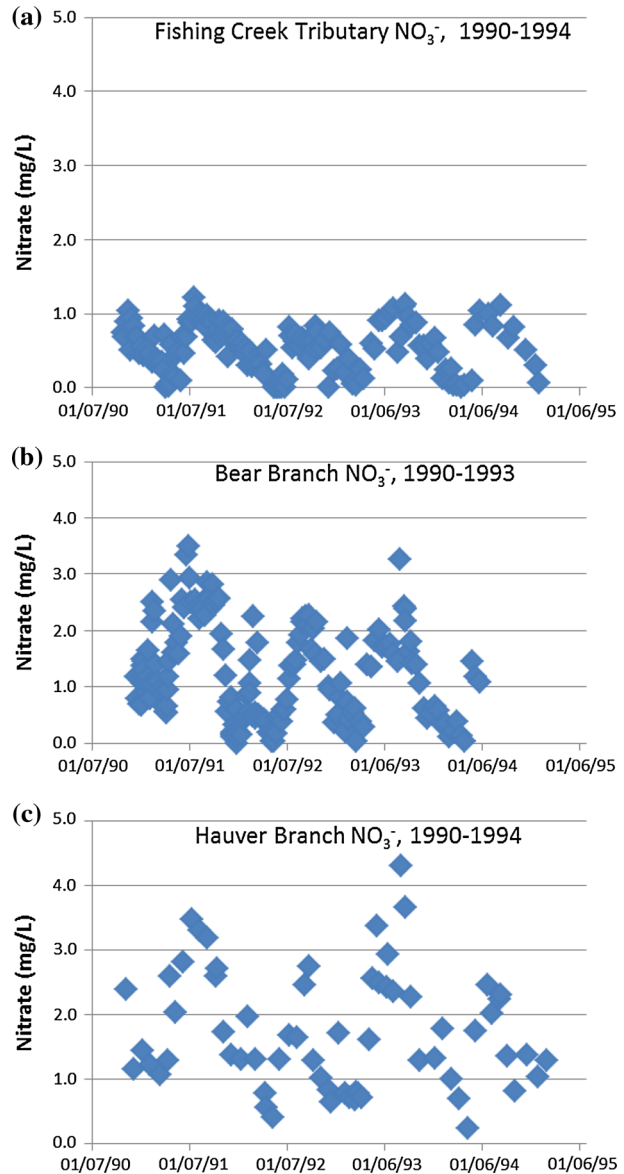 (a)
Fishing Creek Tributary NO₃⁻, 1990-1994
Nitrate (mg/L)
5.0
4.0
3.0
2.0
1.0
0.0
01/07/90 01/07/91 01/07/92 01/06/93 01/06/94 01/06/95
(b)
Bear Branch NO₃⁻, 1990-1993
Nitrate (mg/L)
5.0
4.0
3.0
2.0
1.0
0.0
01/07/90 01/07/91 01/07/92 01/06/93 01/06/94 01/06/95
(c)
Hauver Branch NO₃⁻, 1990-1994
Nitrate (mg/L)
5.0
4.0
3.0
2.0
1.0
0.0
01/07/90 01/07/91 01/07/92 01/06/93 01/06/94 01/06/95